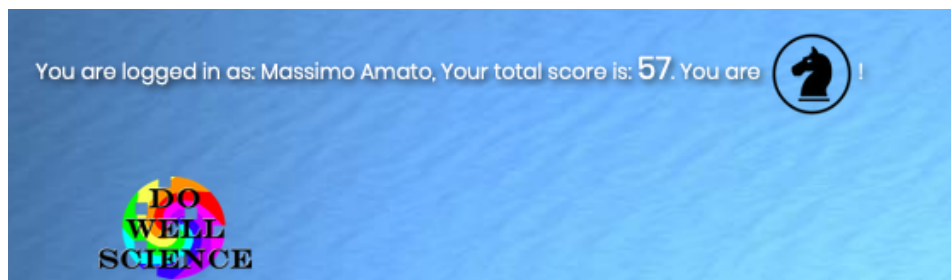 You are logged in as: Massimo Amato, Your total score is: 57. You are !
DO
WELL
SCIENCE